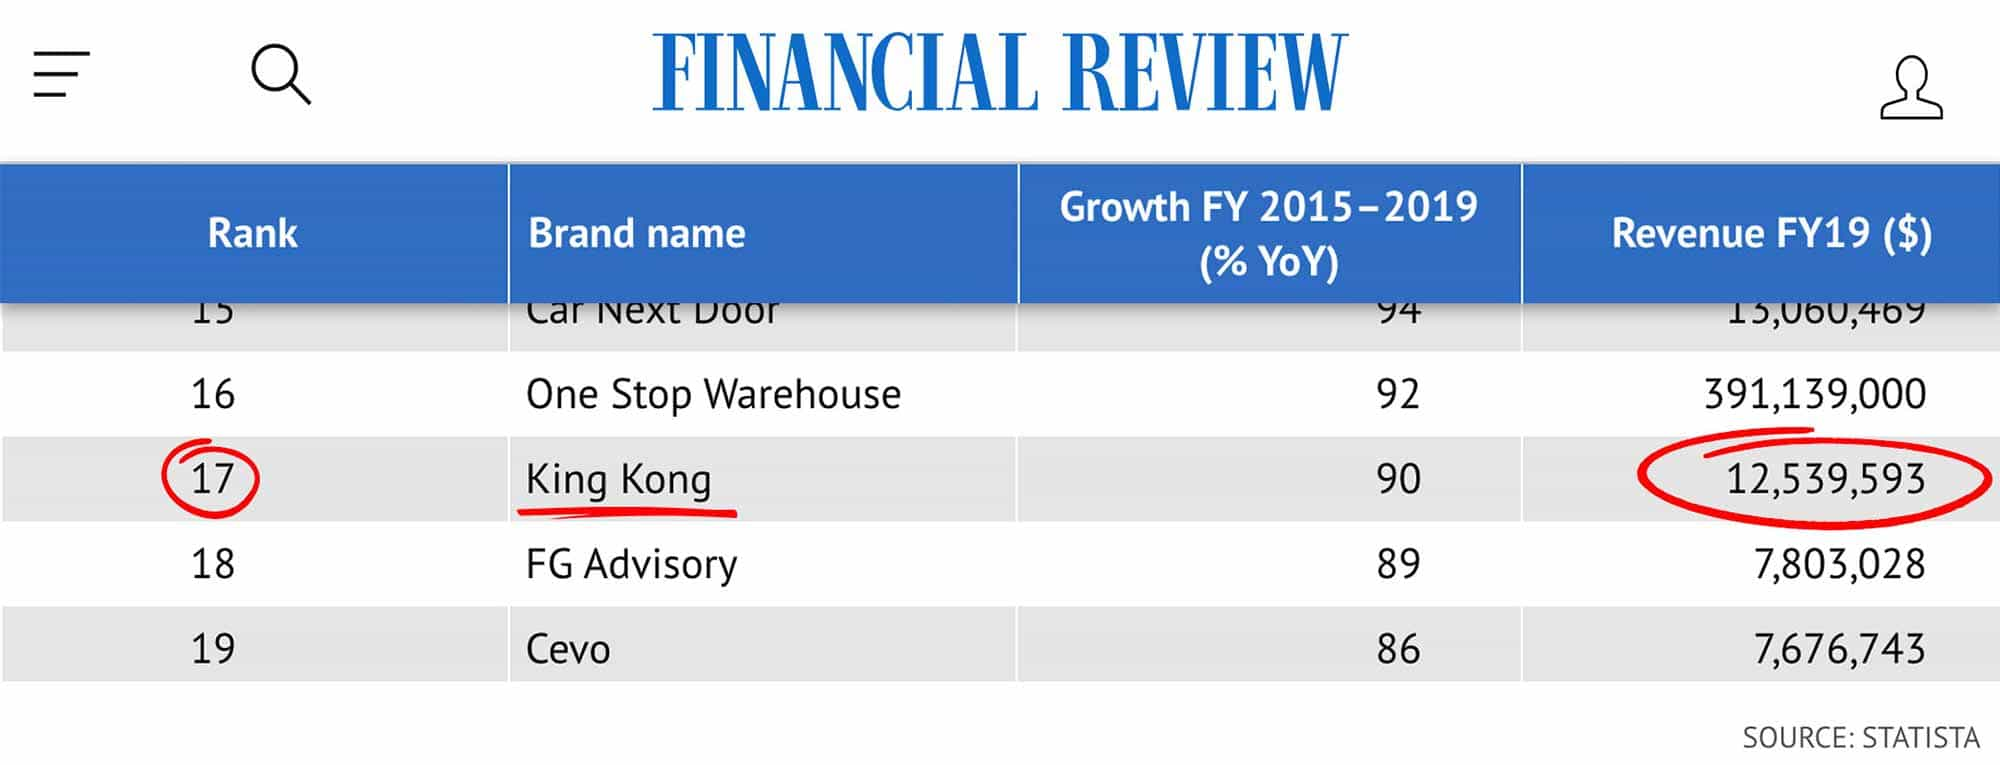 FINANCIAL REVIEW
Rank Brand name Growth FY 2015–2019 (% YoY) Revenue FY19 ($)
15 Car Next Door 94 13,060,469
16 One Stop Warehouse 92 391,139,000
17 King Kong 90 12,539,593
18 FG Advisory 89 7,803,028
19 Cevo 86 7,676,743
SOURCE: STATISTA